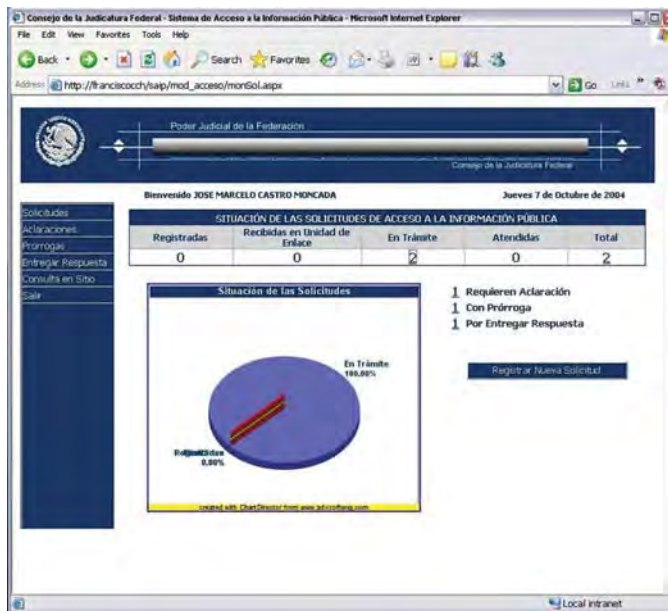 Consejo de la Judicatura Federal - Sistema de Acceso a la Información Pública - Microsoft Internet Explorer
File Edit View Favorites Tools Help
Back Search Favorites
Address http://franciscocch/saip/mod_acceso/monSol.aspx Go Links
Poder Judicial de la Federación
Consejo de la Judicatura Federal
Bienvenido JOSE MARCELO CASTRO MONCADA Jueves 7 de Octubre de 2004
Solicitudes
Aclaraciones
Prorrogas
Entregar Respuesta
Consulta en Sitio
Salir
SITUACIÓN DE LAS SOLICITUDES DE ACCESO A LA INFORMACIÓN PÚBLICA
Registradas Recibidas en Unidad de Enlace En Trámite Atendidas Total
0 0 2 0 2
Situación de las Solicitudes
En Trámite
100.00%
0.00%
created with ChartDirector from www.advsofteng.com
1 Requieren Aclaración
1 Con Prórroga
1 Por Entregar Respuesta
Registrar Nueva Solicitud
Local intranet